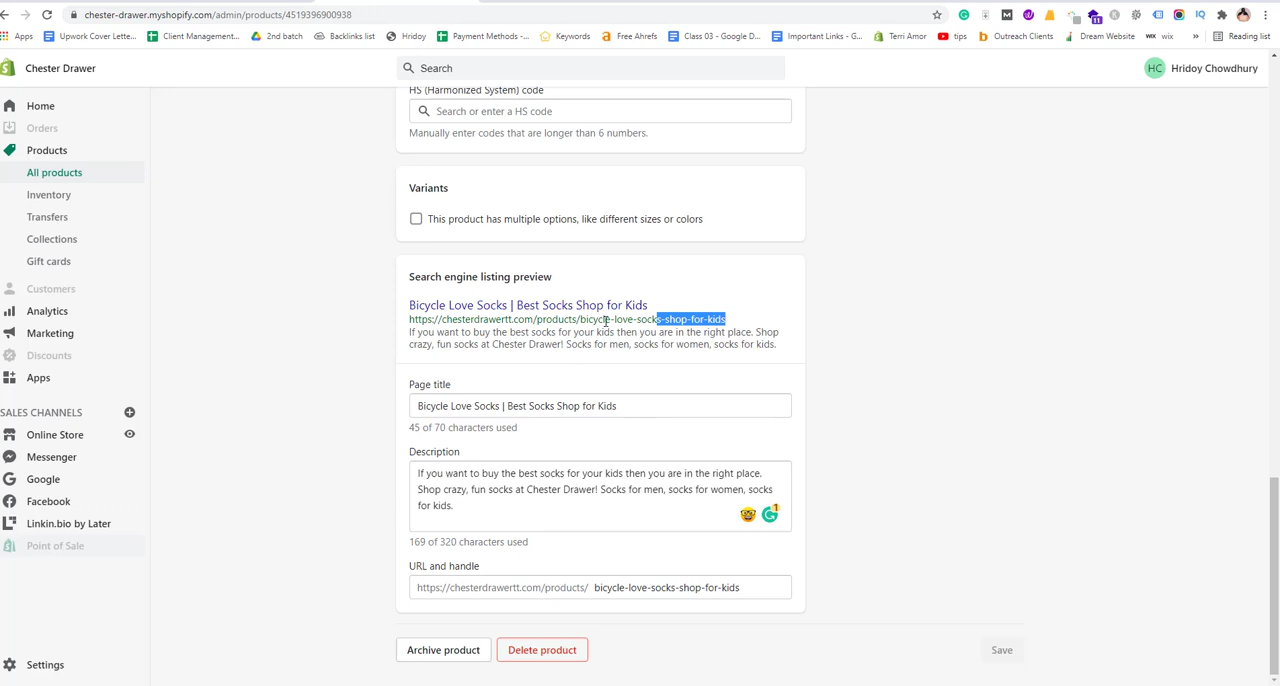 chester-drawer.myshopify.com/admin/products/4519396900938
Apps
Upwork Cover Lette...
Client Management...
2nd batch
Backlinks list
Hridoy
Payment Methods -...
Keywords
Free Ahrefs
Class 01 - Google D...
Important Links - G...
Terri Amor
tips
Outreach Clients
Dream Website
WIX
wix
»
Reading list
Chester Drawer
Search
HC
Hridoy Chowdhury
Home
Orders
Products
All products
Inventory
Transfers
Collections
Gift cards
Customers
Analytics
Marketing
Discounts
Apps
SALES CHANNELS
Online Store
Messenger
Google
Facebook
Linkin.bio by Later
Point of Sale
Settings
HS (Harmonized System) code
Search or enter a HS code
Manually enter codes that are longer than 6 numbers.
Variants
This product has multiple options, like different sizes or colors
Search engine listing preview
Bicycle Love Socks | Best Socks Shop for Kids
https://chesterdrawertt.com/products/bicycle-love-socks-shop-for-kids
If you want to buy the best socks for your kids then you are in the right place. Shop
crazy, fun socks at Chester Drawer! Socks for men, socks for women, socks for kids.
Page title
Bicycle Love Socks | Best Socks Shop for Kids
45 of 70 characters used
Description
If you want to buy the best socks for your kids then you are in the right place.
Shop crazy, fun socks at Chester Drawer! Socks for men, socks for women, socks
for kids.
1
169 of 320 characters used
URL and handle
https://chesterdrawertt.com/products/ bicycle-love-socks-shop-for-kids
Archive product
Delete product
Save